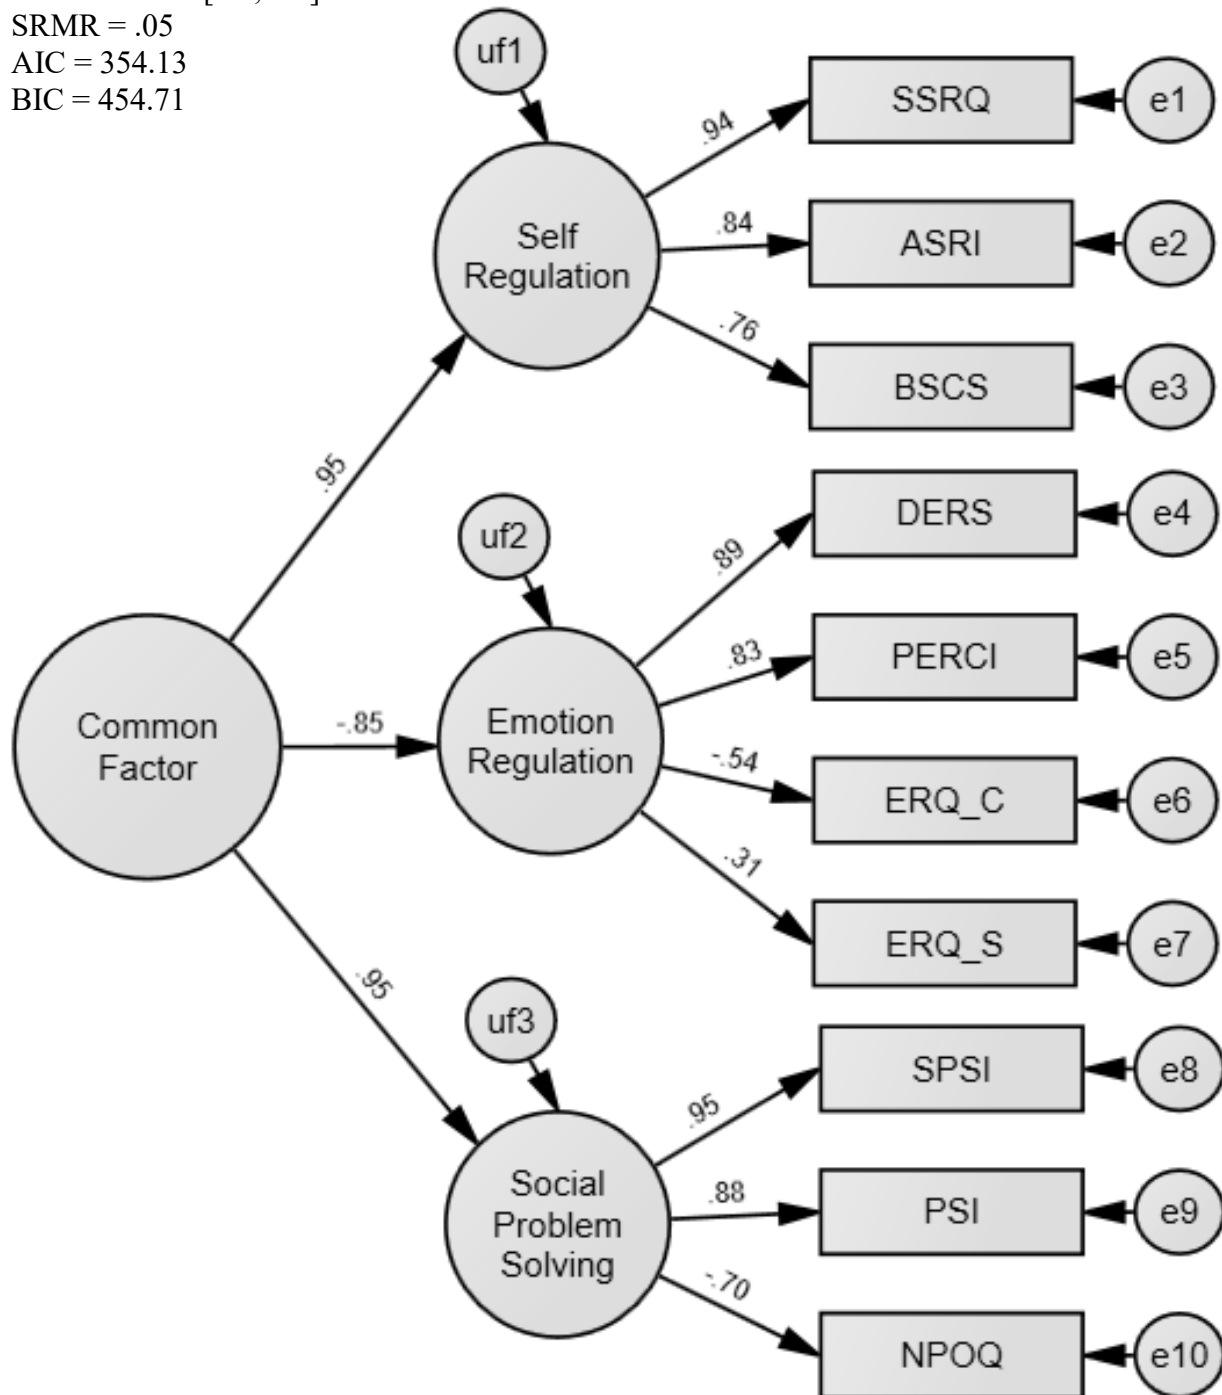 SRMR = .05
AIC = 354.13
BIC = 454.71
uf1
SSRQ
e1
.94
Self
Regulation
.84
ASRI
e2
.76
BSCS
e3
.95
DERS
e4
uf2
.89
.83
PERCI
e5
Common
Factor
-.85
Emotion
Regulation
-.54
ERQ_C
e6
.31
ERQ_S
e7
.95
uf3
SPSI
e8
.95
Social
Problem
Solving
.88
PSI
e9
-.70
NPOQ
e10